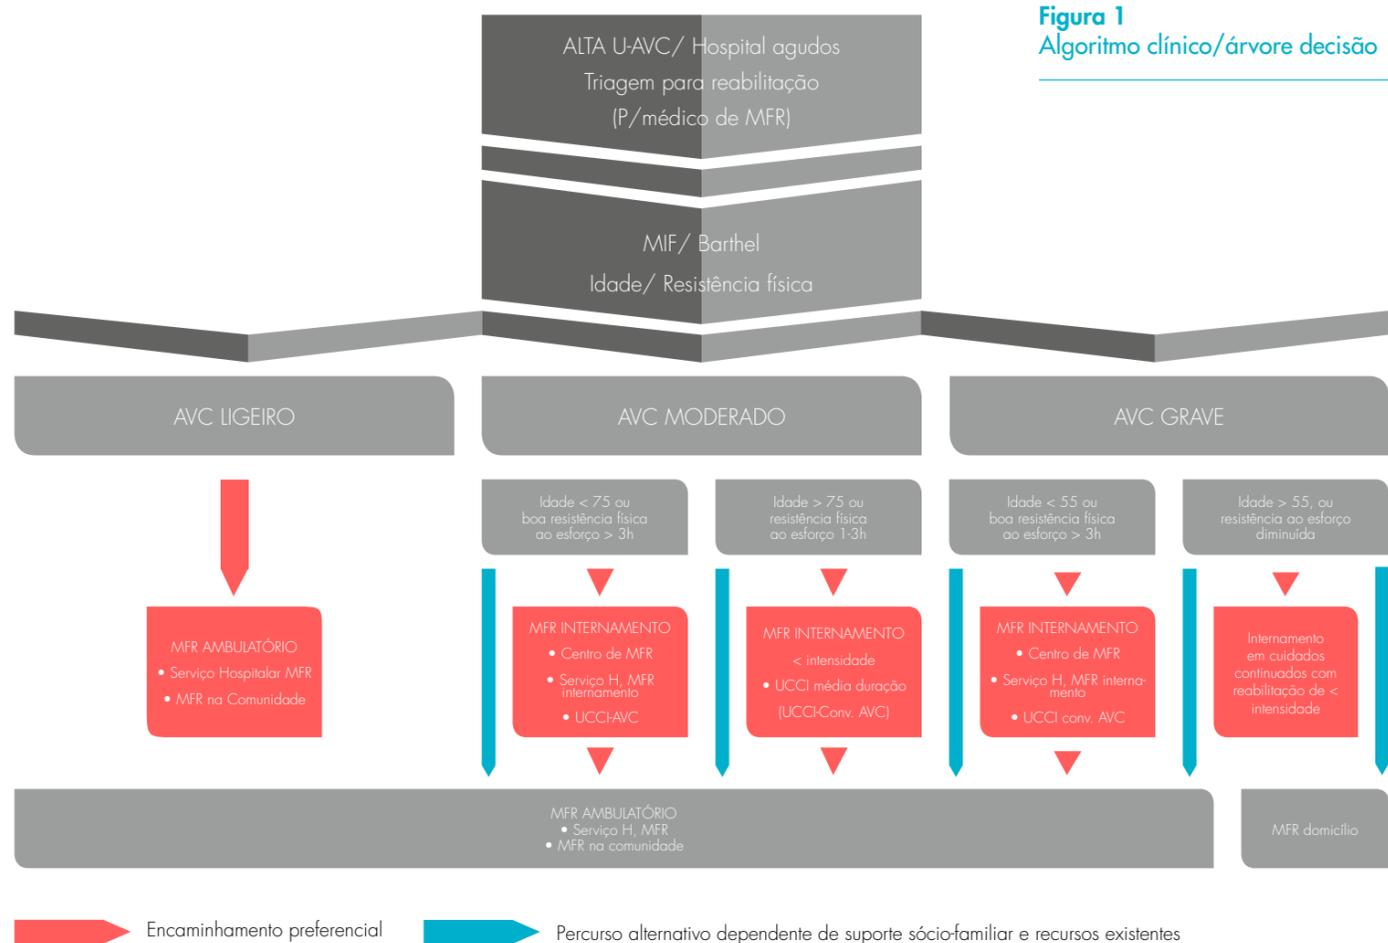 Figura 1
Algoritmo clínico/árvore decisão
ALTA U-AVC/ Hospital agudos
Triagem para reabilitação
(P/médico de MFR)
MIF/ Barthel
Idade/ Resistência física
AVC LIGEIRO
AVC MODERADO
AVC GRAVE
Idade < 75 ou
boa resistência física
ao esforço > 3h
Idade > 75 ou
resistência física
ao esforço 1-3h
Idade < 55 ou
boa resistência física
ao esforço > 3h
Idade > 55, ou
resistência ao esforço
diminuída
MFR AMBULATÓRIO
• Serviço Hospitalar MFR
• MFR na Comunidade
MFR INTERNAMENTO
• Centro de MFR
• Serviço H, MFR
internamento
• UCCI-AVC
MFR INTERNAMENTO
< intensidade
• UCCI média duração
(UCCI-Conv. AVC)
MFR INTERNAMENTO
• Centro de MFR
• Serviço H, MFR interna-
mento
• UCCI conv. AVC
Internamento
em cuidados
continuados com
reabilitação de <
intensidade
MFR AMBULATÓRIO
• Serviço H, MFR
• MFR na comunidade
MFR domicílio
Encaminhamento preferencial
Percurso alternativo dependente de suporte sócio-familiar e recursos existentes